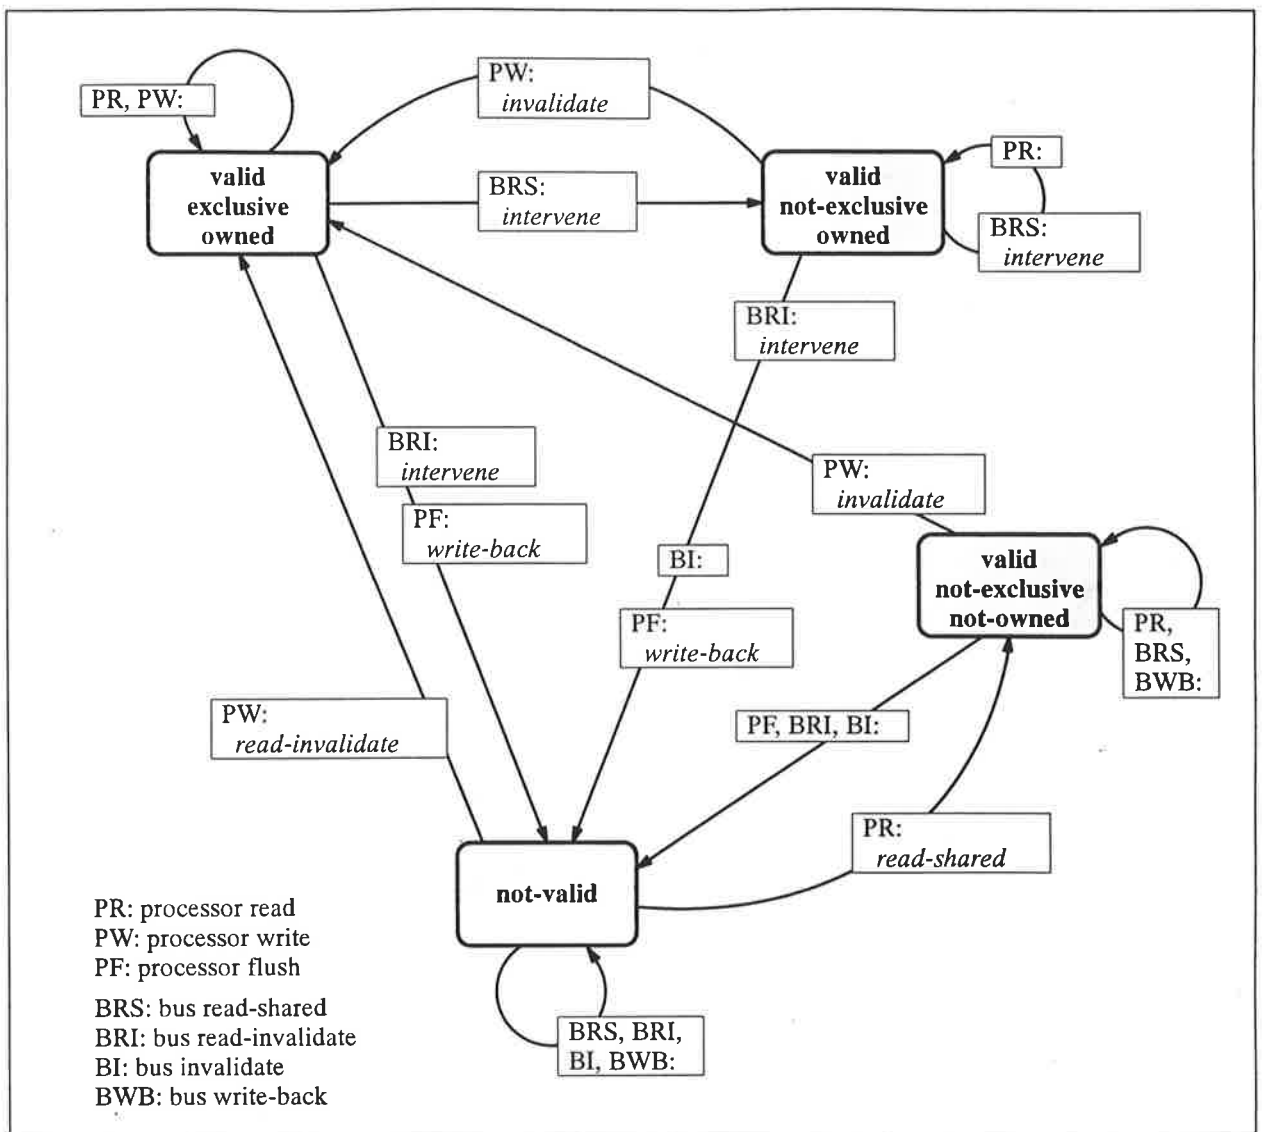 PR, PW:
PW:
invalidate
PR:
valid
exclusive
owned
BRS:
intervene
valid
not-exclusive
owned
BRS:
intervene
BRI:
intervene
BRI:
intervene
PW:
invalidate
PF:
write-back
BI:
valid
not-exclusive
not-owned
PF:
write-back
PR,
BRS,
BWB:
PW:
read-invalidate
PF, BRI, BI:
PR:
read-shared
not-valid
BRS, BRI,
BI, BWB:
PR: processor read
PW: processor write
PF: processor flush
BRS: bus read-shared
BRI: bus read-invalidate
BI: bus invalidate
BWB: bus write-back